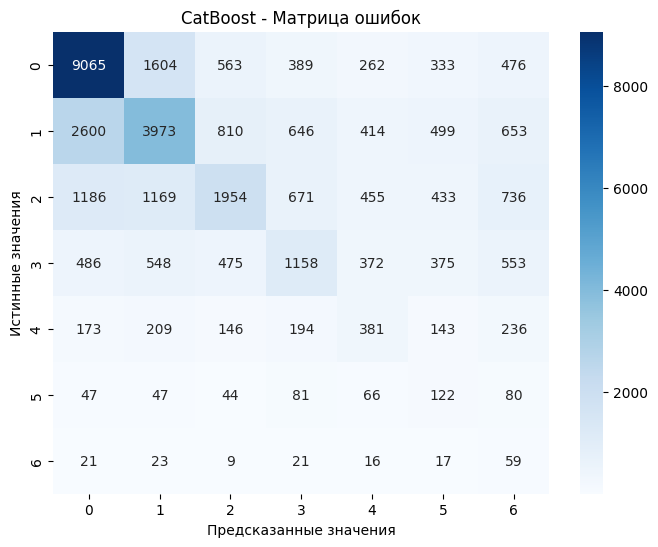 CatBoost - Матрица ошибок
0 9065 1604 563 389 262 333 476
1 2600 3973 810 646 414 499 653
2 1186 1169 1954 671 455 433 736
3 486 548 475 1158 372 375 553
4 173 209 146 194 381 143 236
5 47 47 44 81 66 122 80
6 21 23 9 21 16 17 59
0 1 2 3 4 5 6
Истинные значения
Предсказанные значения
8000
6000
4000
2000